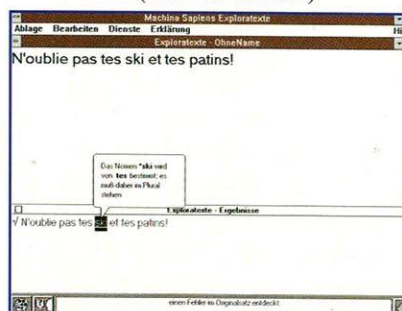 Machina Sapiens Exploratexte
Ablage Bearbeiten Dienste Erklärung Hi
Exploratexte - OhneName
N'oublie pas tes ski et tes patins!
Das Nomen "ski wird
von tes bestimmt; es
muß daher im Plural
stehen
Exploratexte - Ergebnisse
√ N'oublie pas tes ski et tes patins!
einen Fehler im Originalsatz entdeckt.